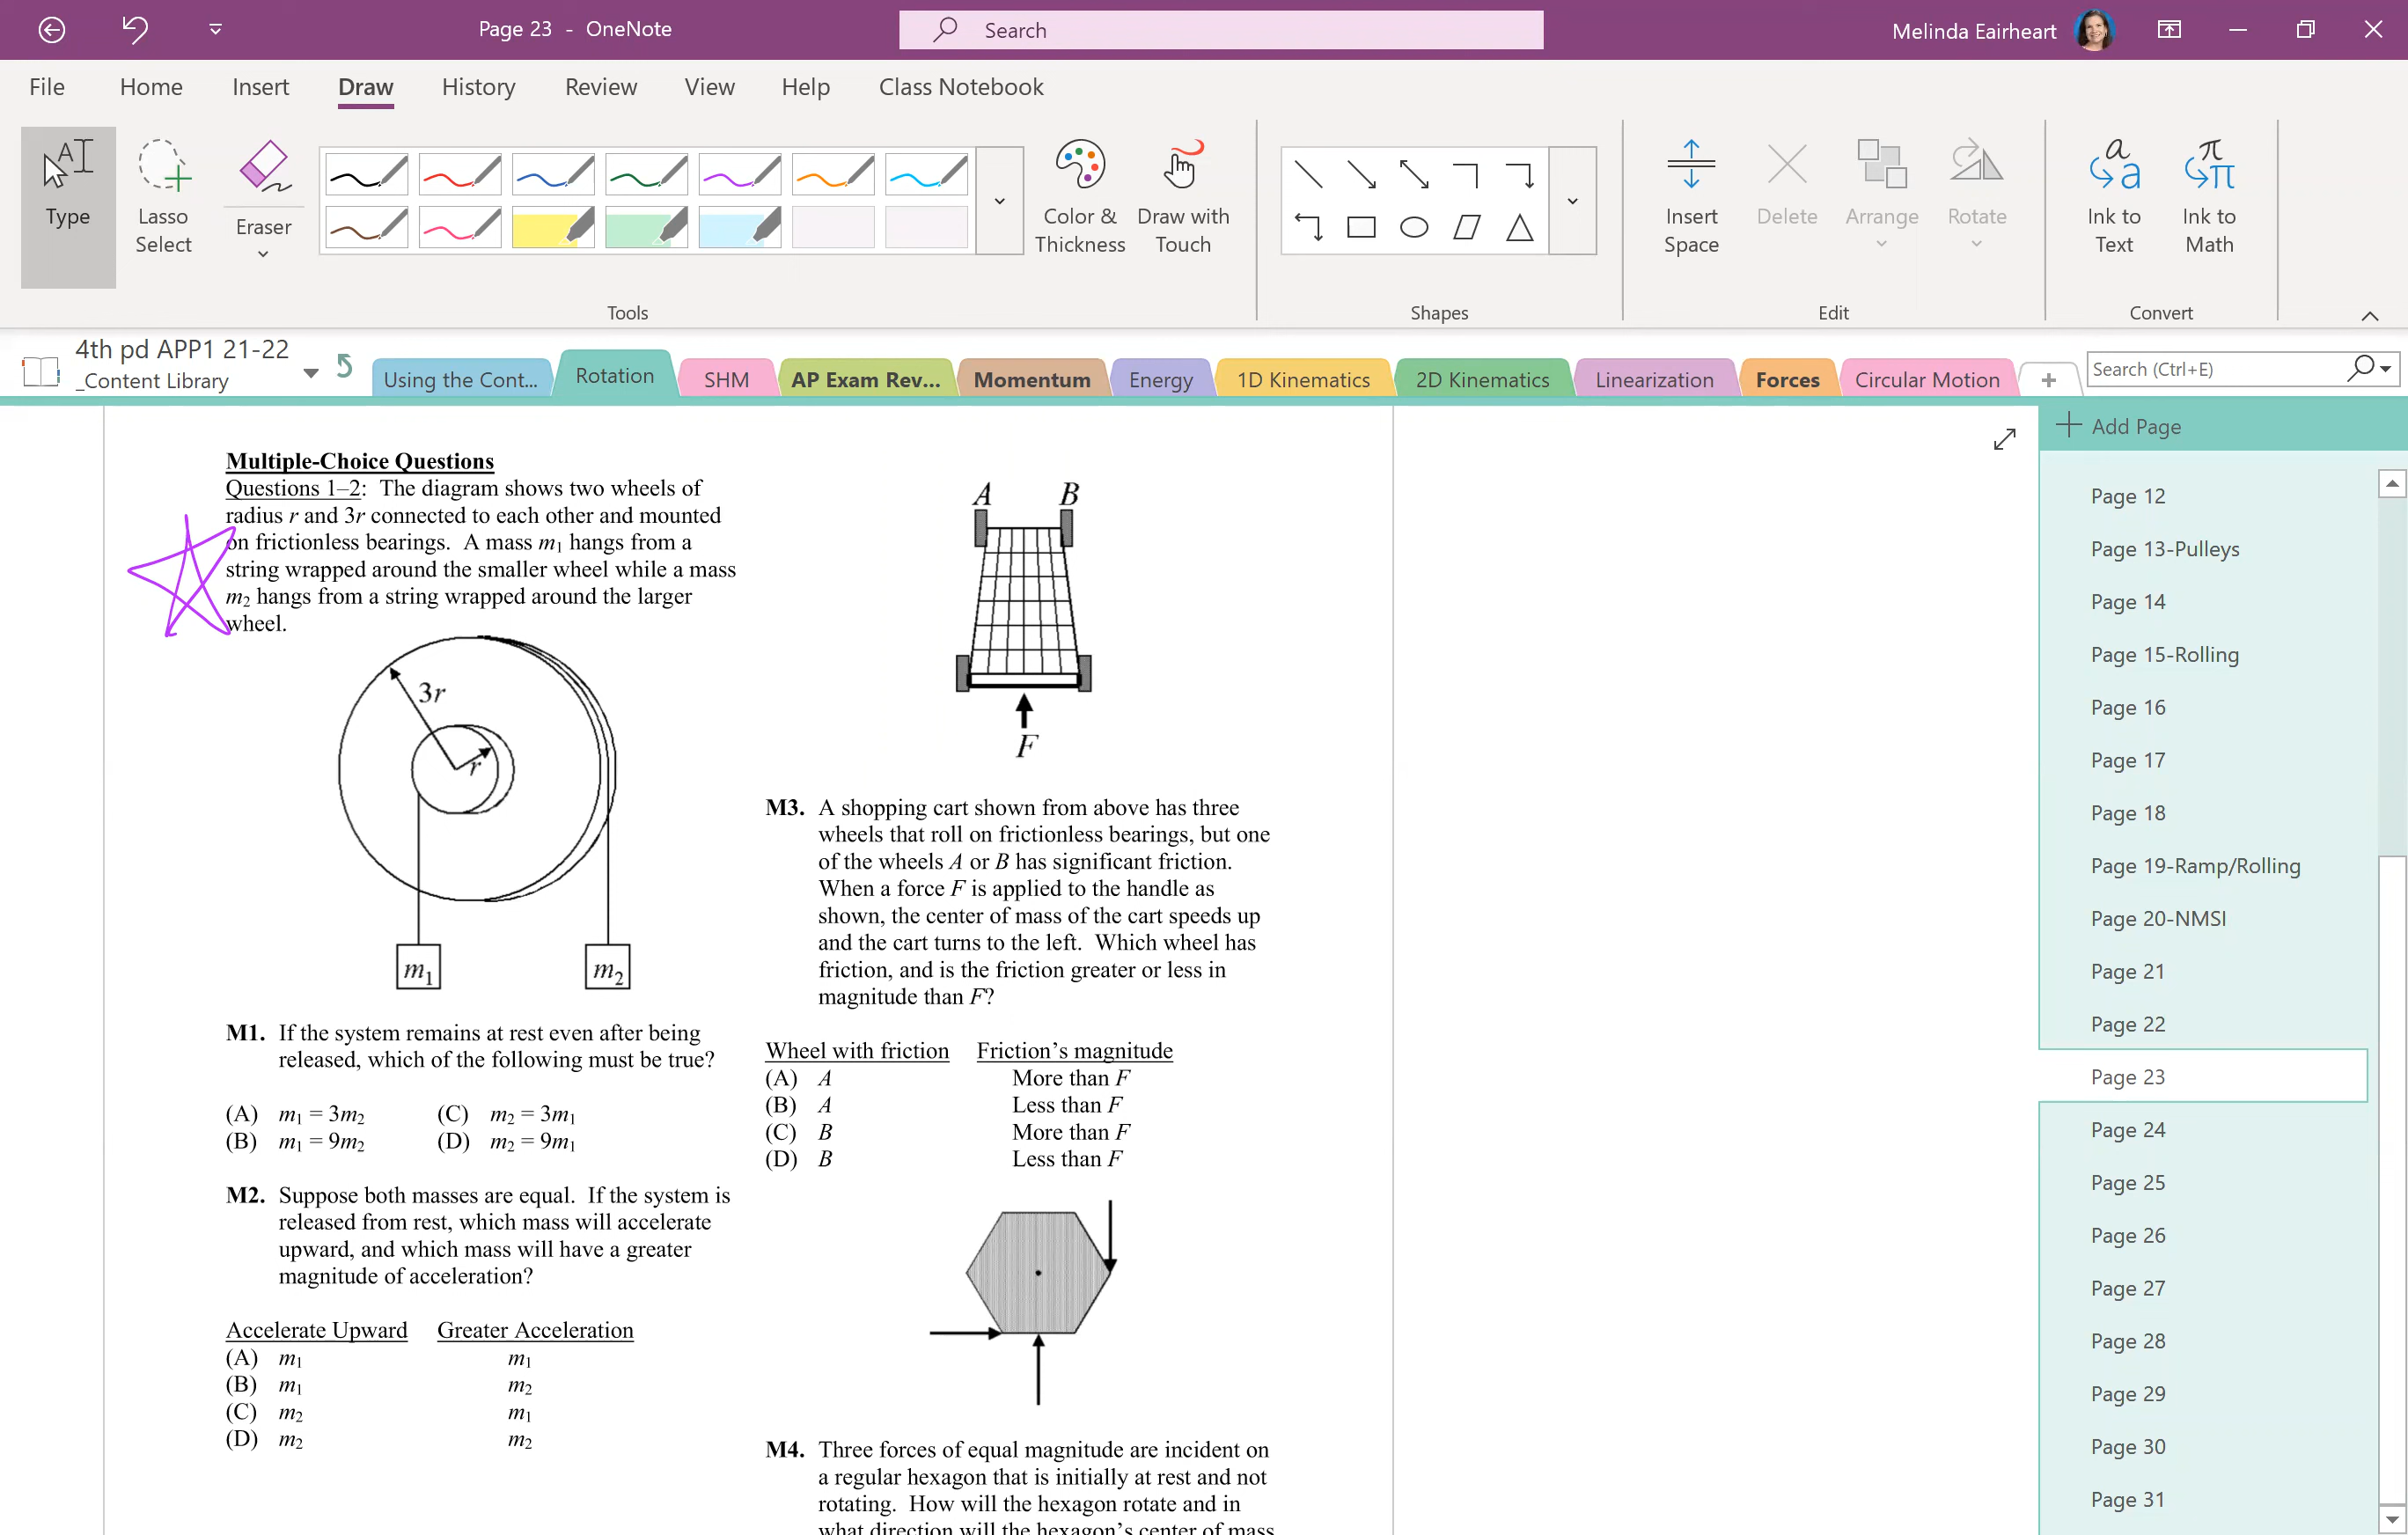 Page 23 - OneNote
Search
Melinda Eairheart
File Home Insert Draw History Review View Help Class Notebook
Type
Lasso Select
Eraser
Color & Thickness
Draw with Touch
Insert Space
Delete
Arrange
Rotate
Ink to Text
Ink to Math
Tools
Shapes
Edit
Convert
4th pd APP1 21-22
_Content Library
Using the Cont...
Rotation
SHM
AP Exam Rev...
Momentum
Energy
1D Kinematics
2D Kinematics
Linearization
Forces
Circular Motion
Search (Ctrl+E)
Multiple-Choice Questions
Questions 1–2: The diagram shows two wheels of
radius r and 3r connected to each other and mounted
on frictionless bearings. A mass m₁ hangs from a
string wrapped around the smaller wheel while a mass
m₂ hangs from a string wrapped around the larger
wheel.
3r
r
m₁
m₂
M1. If the system remains at rest even after being
released, which of the following must be true?
(A) m₁ = 3m₂ (C) m₂ = 3m₁
(B) m₁ = 9m₂ (D) m₂ = 9m₁
M2. Suppose both masses are equal. If the system is
released from rest, which mass will accelerate
upward, and which mass will have a greater
magnitude of acceleration?
Accelerate Upward Greater Acceleration
(A) m₁ m₁
(B) m₁ m₂
(C) m₂ m₁
(D) m₂ m₂
A B
F
M3. A shopping cart shown from above has three
wheels that roll on frictionless bearings, but one
of the wheels A or B has significant friction.
When a force F is applied to the handle as
shown, the center of mass of the cart speeds up
and the cart turns to the left. Which wheel has
friction, and is the friction greater or less in
magnitude than F?
Wheel with friction Friction's magnitude
(A) A More than F
(B) A Less than F
(C) B More than F
(D) B Less than F
M4. Three forces of equal magnitude are incident on
a regular hexagon that is initially at rest and not
rotating. How will the hexagon rotate and in
what direction will the hexagon's center of mass
Add Page
Page 12
Page 13-Pulleys
Page 14
Page 15-Rolling
Page 16
Page 17
Page 18
Page 19-Ramp/Rolling
Page 20-NMSI
Page 21
Page 22
Page 23
Page 24
Page 25
Page 26
Page 27
Page 28
Page 29
Page 30
Page 31